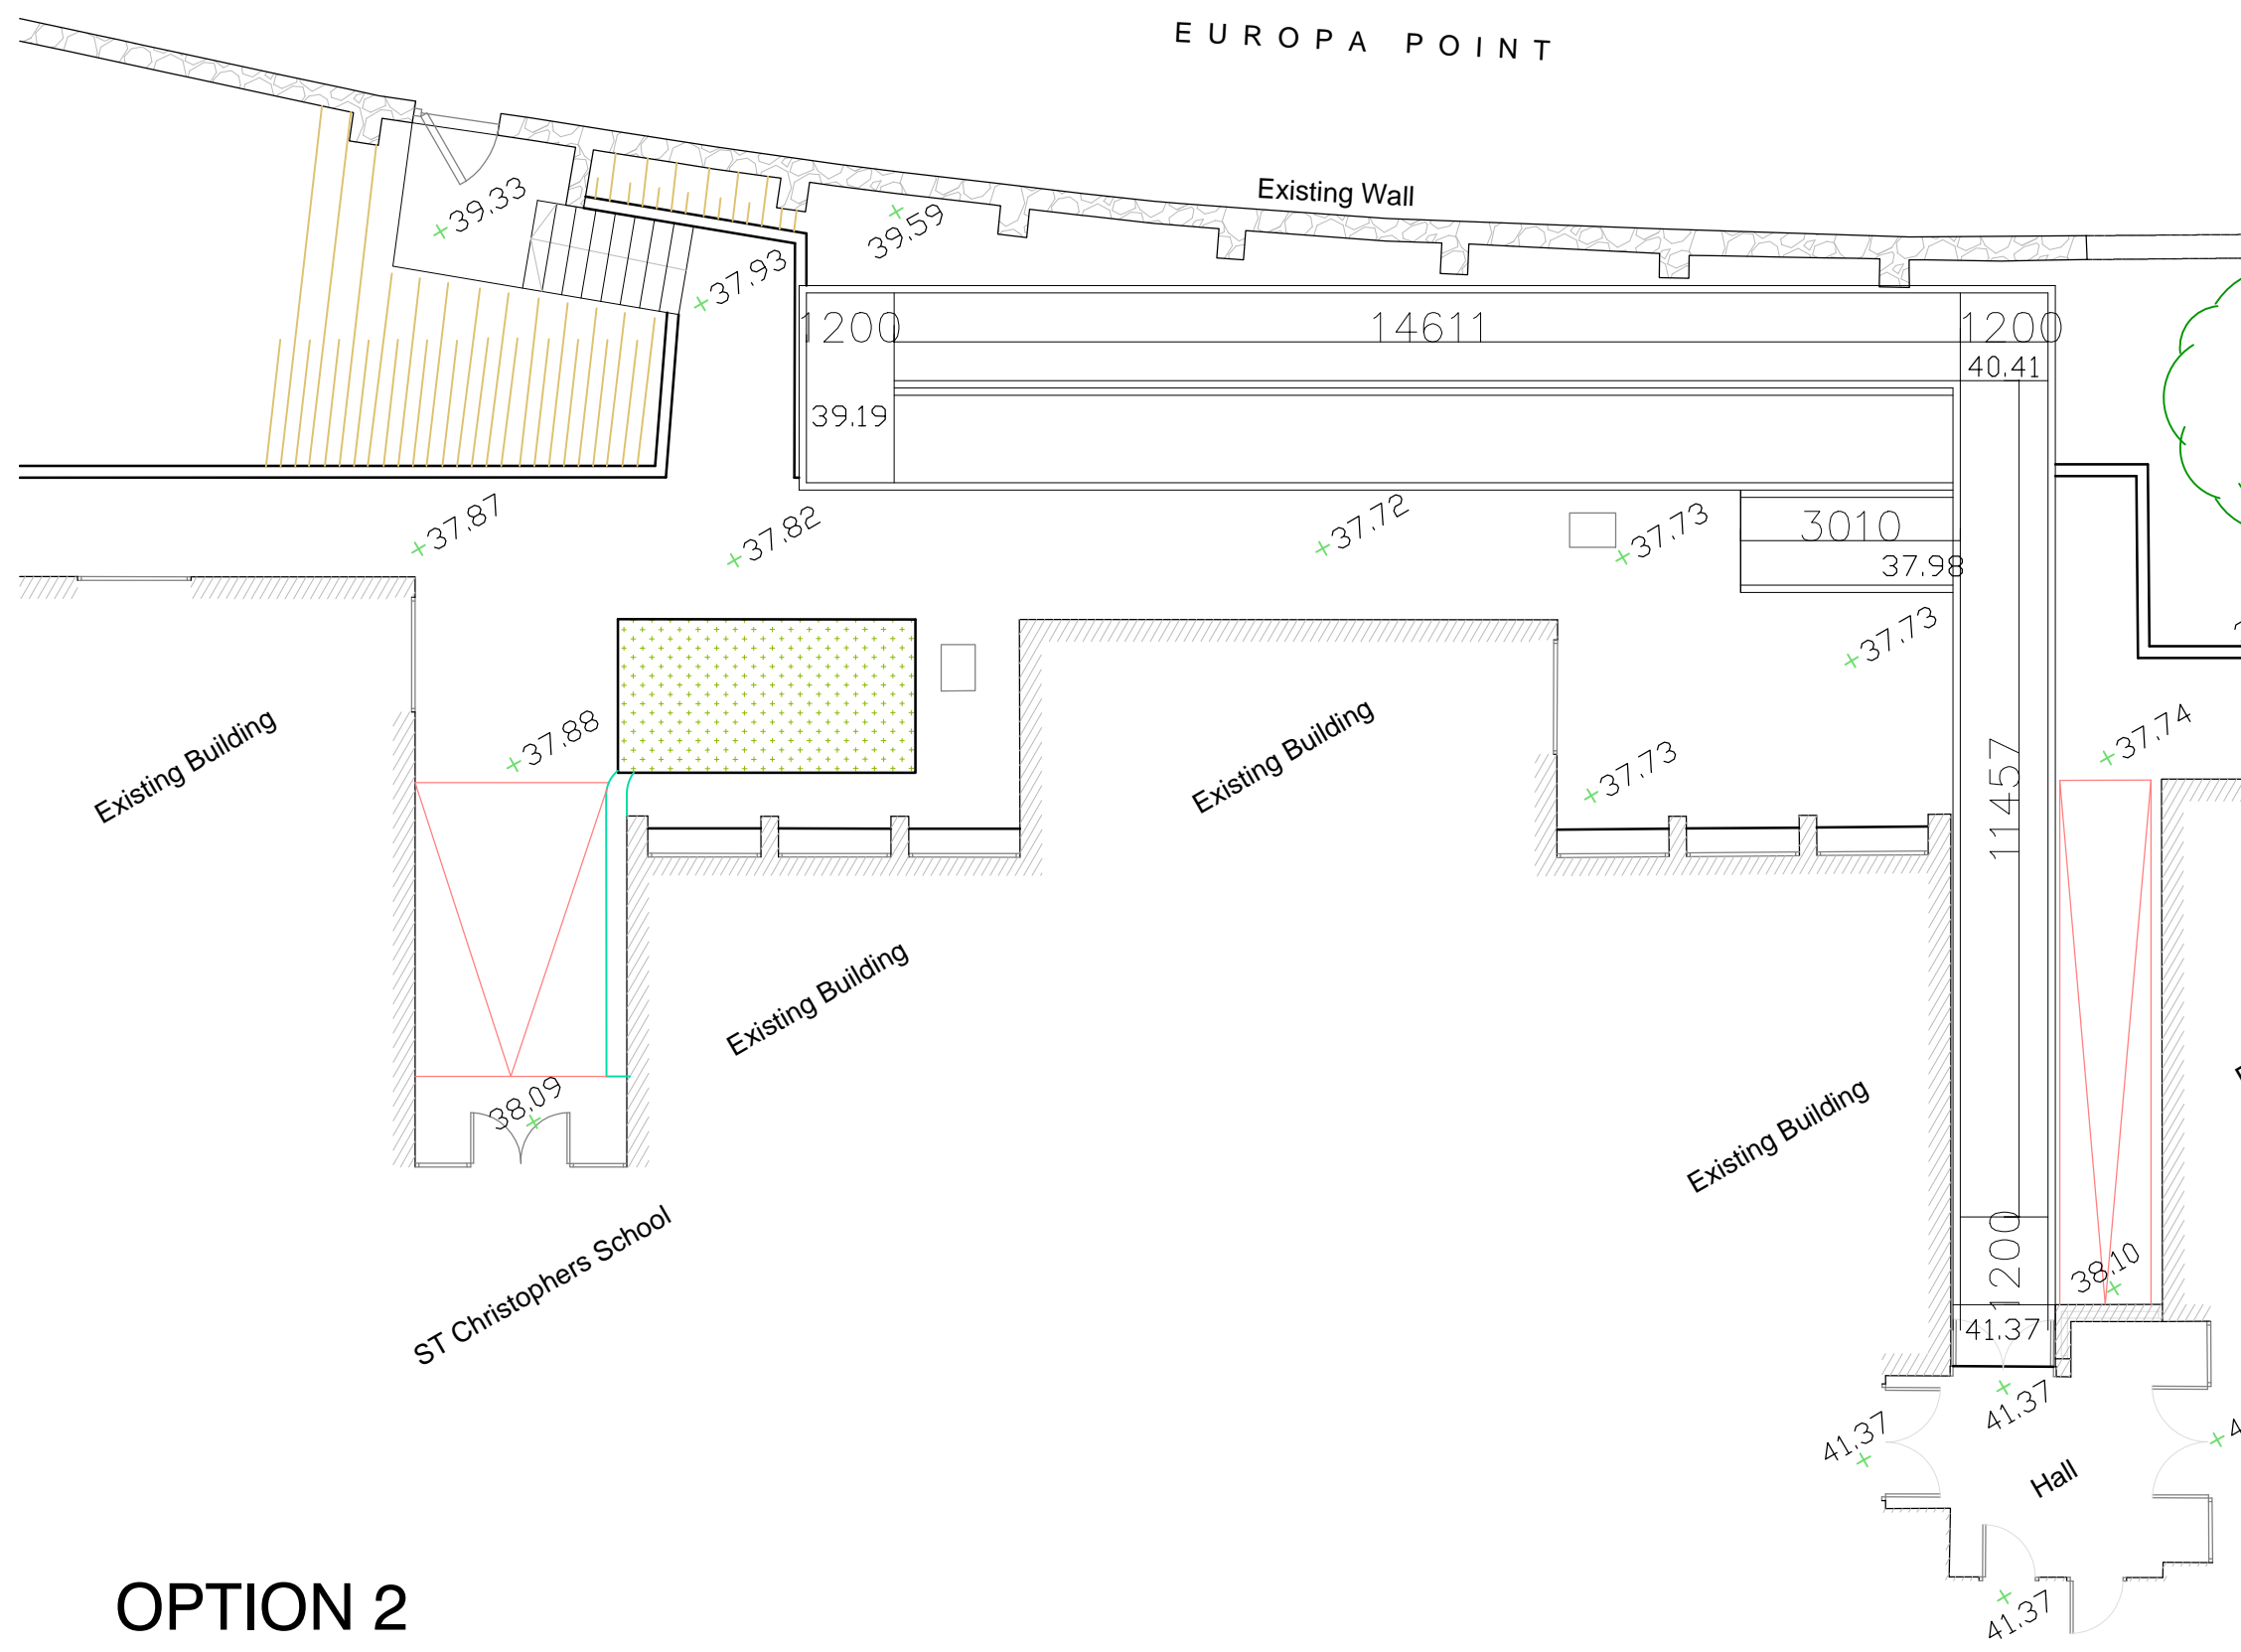 EUROPA POINT
Existing Wall
39.33
39.59
37.93
1200
14611
1200
40.41
39.19
37.87
37.82
37.72
37.73
3010
37.98
37.73
37.88
37.74
37.73
11457
Existing Building
Existing Building
Existing Building
Existing Building
38.09
ST Christophers School
1200
38.10
41.37
41.37
41.37
Hall
41.37
OPTION 2